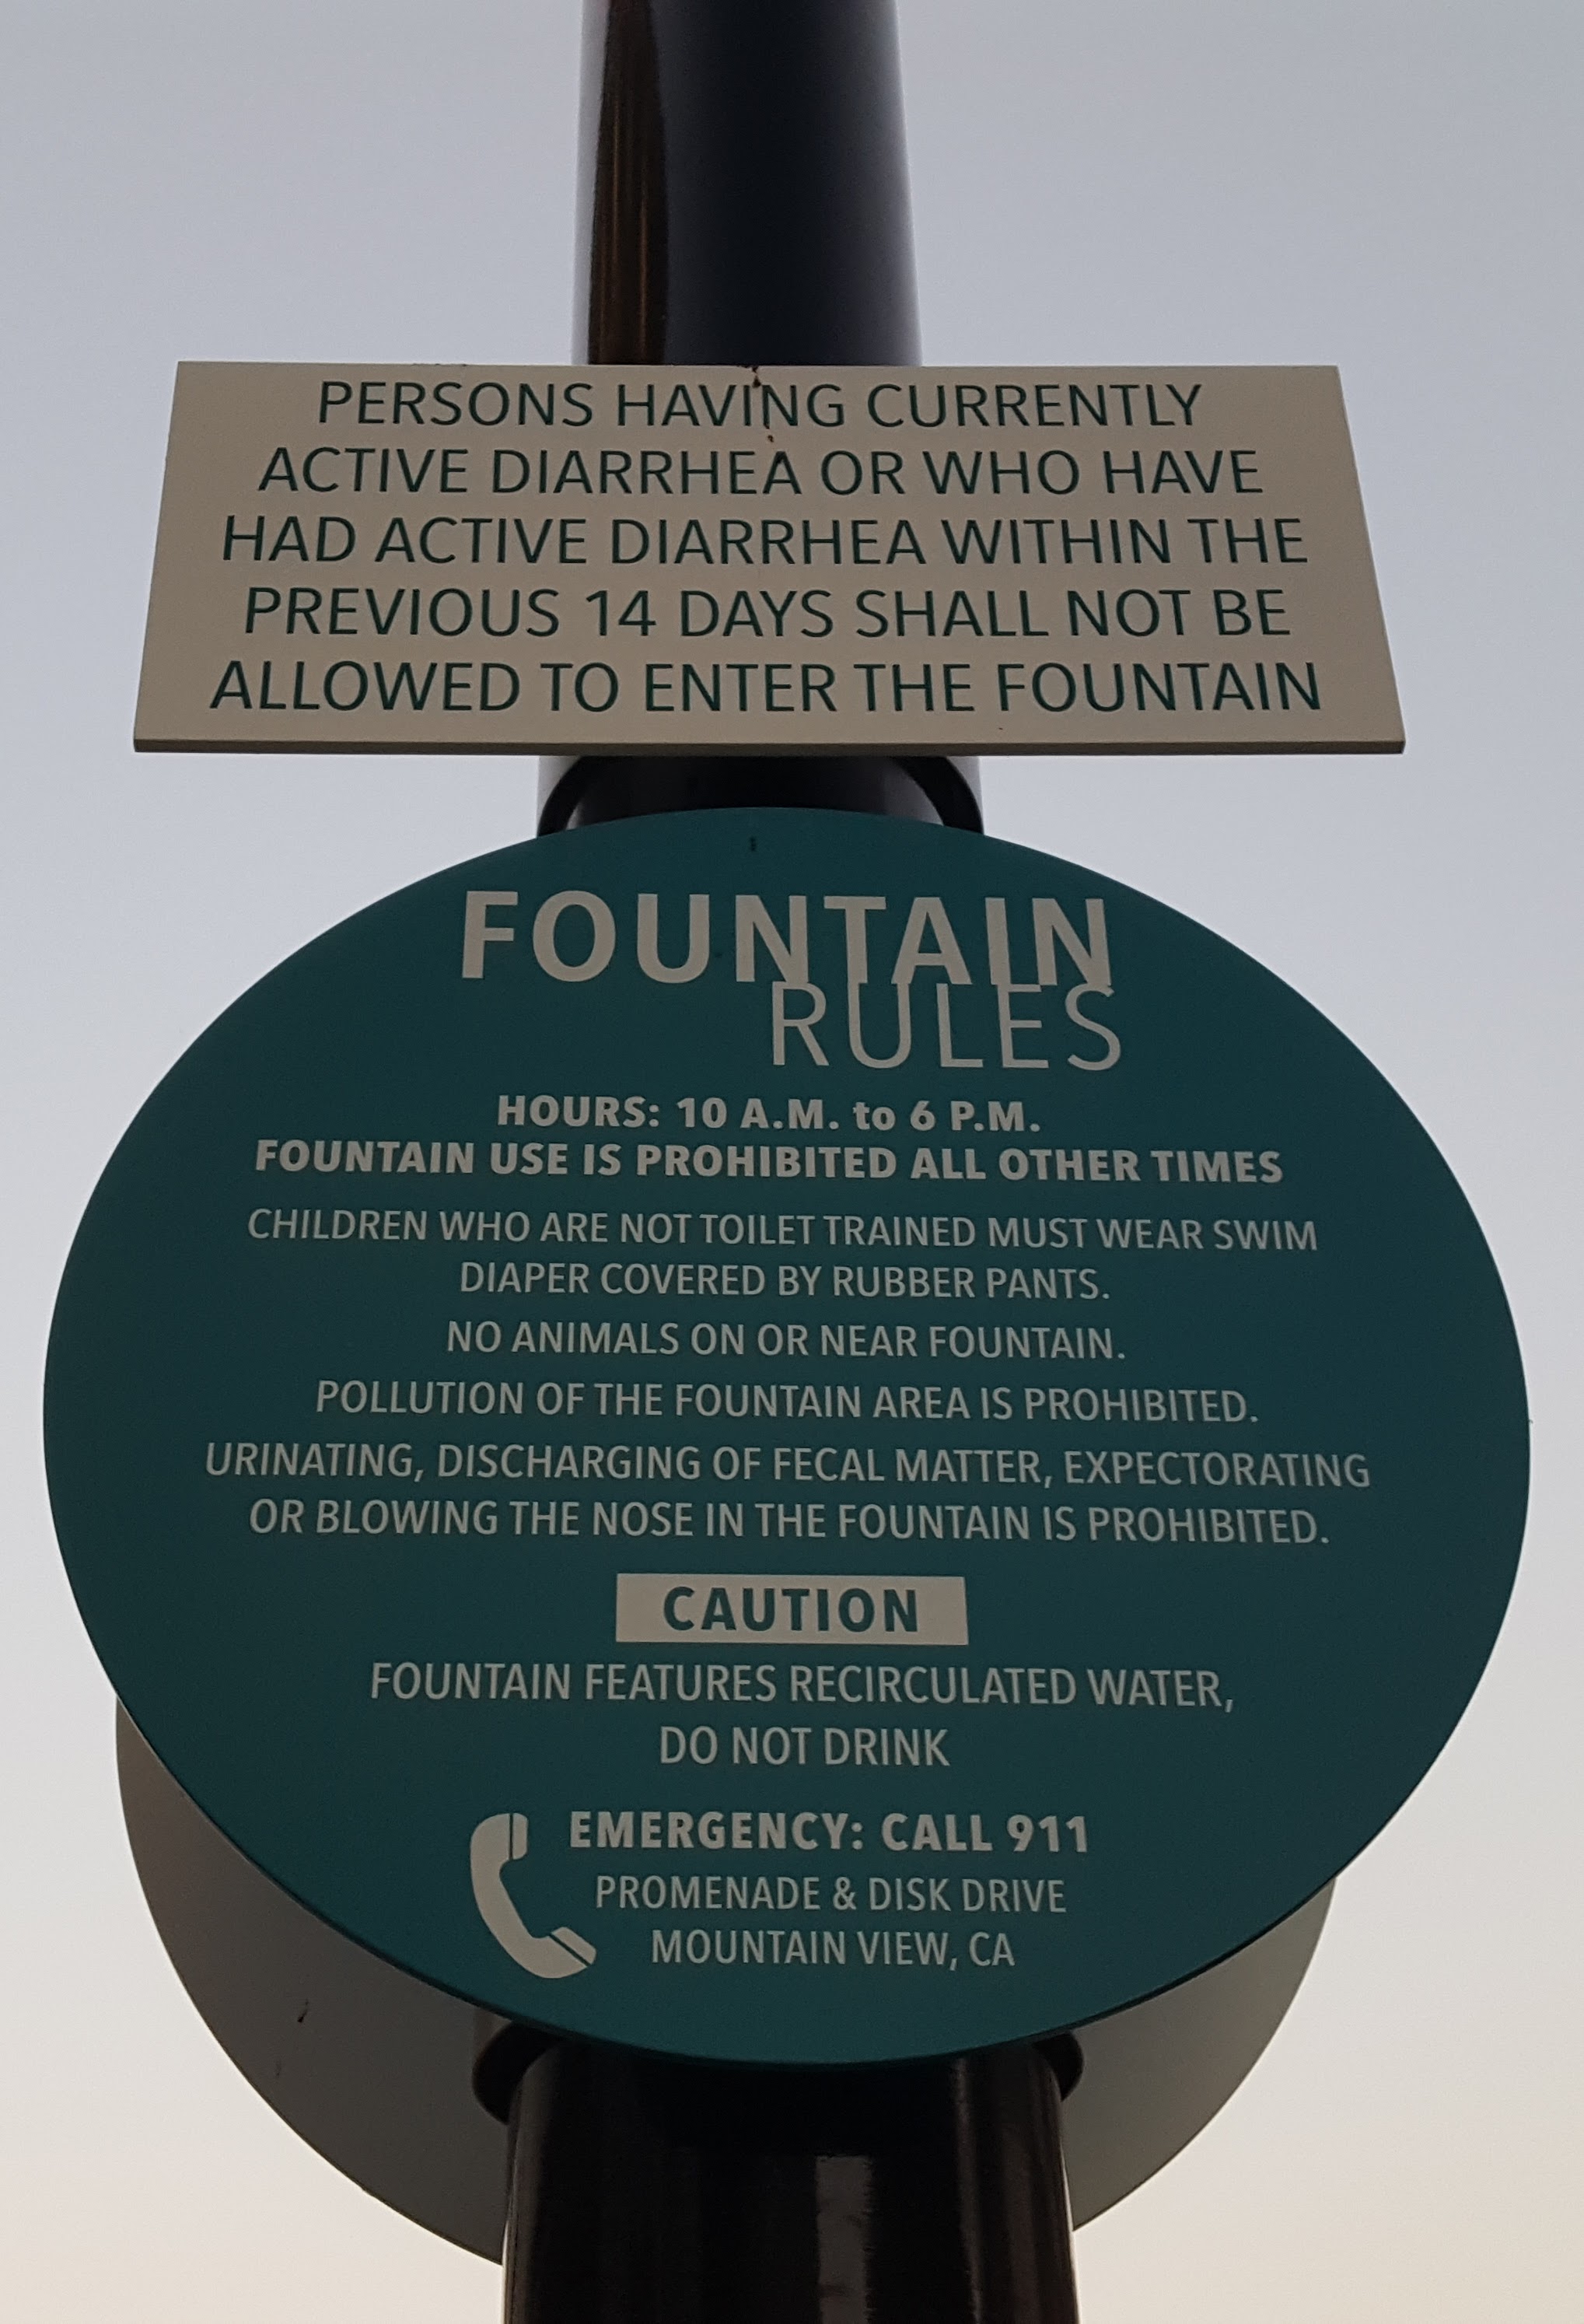 PERSONS HAVING CURRENTLY
ACTIVE DIARRHEA OR WHO HAVE
HAD ACTIVE DIARRHEA WITHIN THE
PREVIOUS 14 DAYS SHALL NOT BE
ALLOWED TO ENTER THE FOUNTAIN
FOUNTAIN
RULES
HOURS: 10 A.M. to 6 P.M.
FOUNTAIN USE IS PROHIBITED ALL OTHER TIMES
CHILDREN WHO ARE NOT TOILET TRAINED MUST WEAR SWIM
DIAPER COVERED BY RUBBER PANTS.
NO ANIMALS ON OR NEAR FOUNTAIN.
POLLUTION OF THE FOUNTAIN AREA IS PROHIBITED.
URINATING, DISCHARGING OF FECAL MATTER, EXPECTORATING
OR BLOWING THE NOSE IN THE FOUNTAIN IS PROHIBITED.
CAUTION
FOUNTAIN FEATURES RECIRCULATED WATER,
DO NOT DRINK
EMERGENCY: CALL 911
PROMENADE & DISK DRIVE
MOUNTAIN VIEW, CA